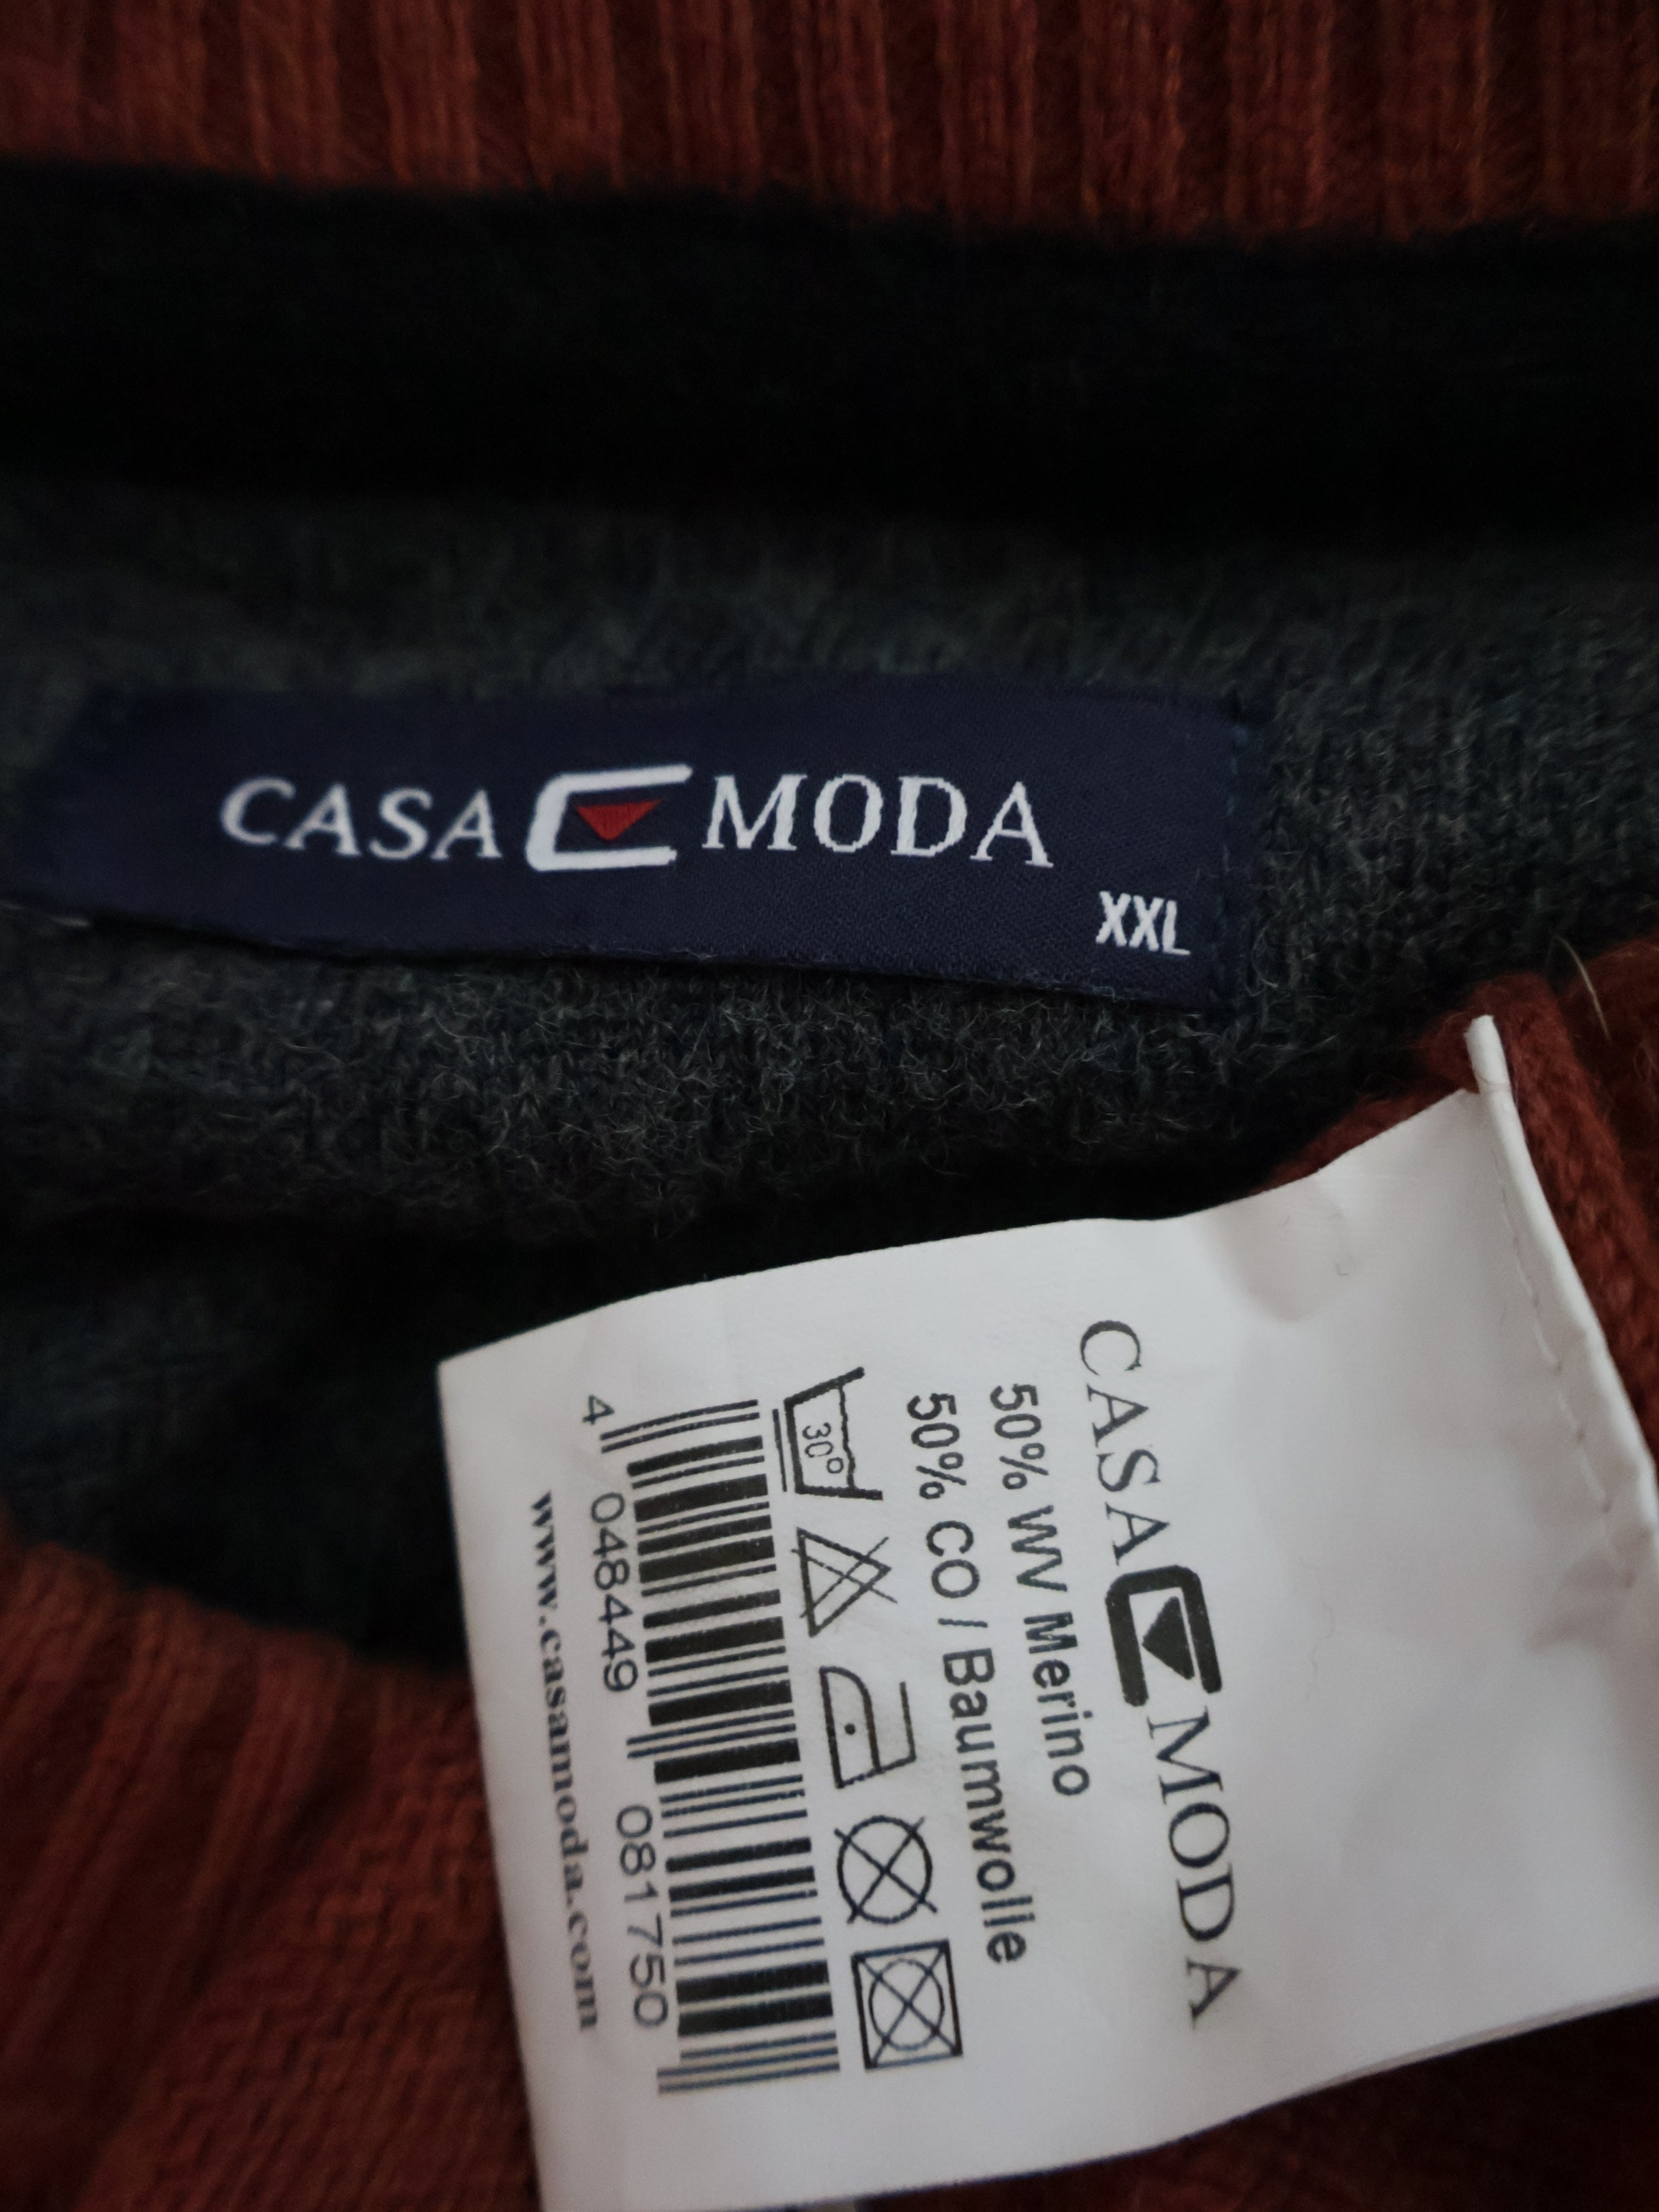 CASA MODA
XXL
CASA MODA
50% WV Merino
50% CO / Baumwolle
30°
4 048449 081750
www.casamoda.com